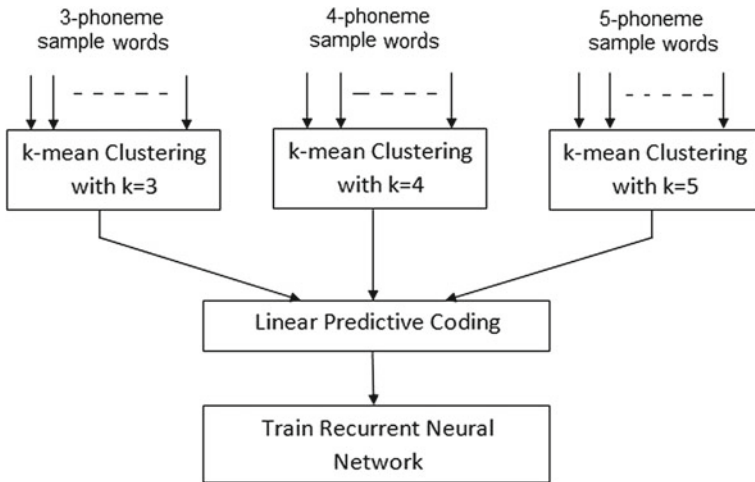 3-phoneme
sample words
4-phoneme
sample words
5-phoneme
sample words
k-mean Clustering
with k=3
k-mean Clustering
with k=4
k-mean Clustering
with k=5
Linear Predictive Coding
Train Recurrent Neural
Network